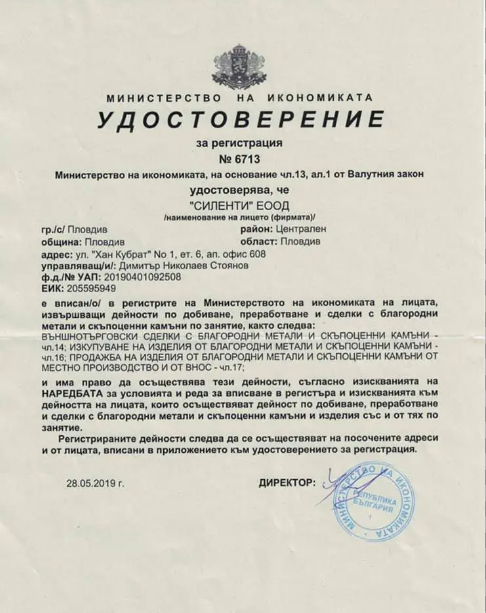 МИНИСТЕРСТВО НА ИКОНОМИКАТА
УДОСТОВЕРЕНИЕ
за регистрация
№ 6713
Министерство на икономиката, на основание чл.13, ал.1 от Валутния закон
удостоверява, че
"СИЛЕНТИ" ЕООД
/наименование на лицето (фирмата)/
гр./с/ Пловдив район: Централен
община: Пловдив област: Пловдив
адрес: ул. "Хан Кубрат" No 1, ет. 6, ап. офис 608
управляващ/и/: Димитър Николаев Стоянов
ф.д./№ УАП: 20190401092508
ЕИК: 205595949
е вписан/о/ в регистрите на Министерството на икономиката на лицата,
извършващи дейности по добиване, преработване и сделки с благородни
метали и скъпоценни камъни по занятие, както следва:
ВЪНШНОТЪРГОВСКИ СДЕЛКИ С БЛАГОРОДНИ МЕТАЛИ И СКЪПОЦЕННИ КАМЪНИ -
чл.14; ИЗКУПУВАНЕ НА ИЗДЕЛИЯ ОТ БЛАГОРОДНИ МЕТАЛИ И СКЪПОЦЕННИ КАМЪНИ -
чл.16; ПРОДАЖБА НА ИЗДЕЛИЯ ОТ БЛАГОРОДНИ МЕТАЛИ И СКЪПОЦЕННИ КАМЪНИ ОТ
МЕСТНО ПРОИЗВОДСТВО И ОТ ВНОС - чл.17;
и има право да осъществява тези дейности, съгласно изискванията на
НАРЕДБАТА за условията и реда за вписване в регистъра и изискванията към
дейността на лицата, които осъществяват дейност по добиване, преработване
и сделки с благородни метали и скъпоценни камъни и изделия със и от тях по
занятие.
Регистрираните дейности следва да се осъществяват на посочените адреси
и от лицата, вписани в приложението към удостоверението за регистрация.
28.05.2019 г. ДИРЕКТОР:
МИНИСТЕРСТВО НА ИКОНОМИКАТА
РЕПУБЛИКА
БЪЛГАРИЯ
1